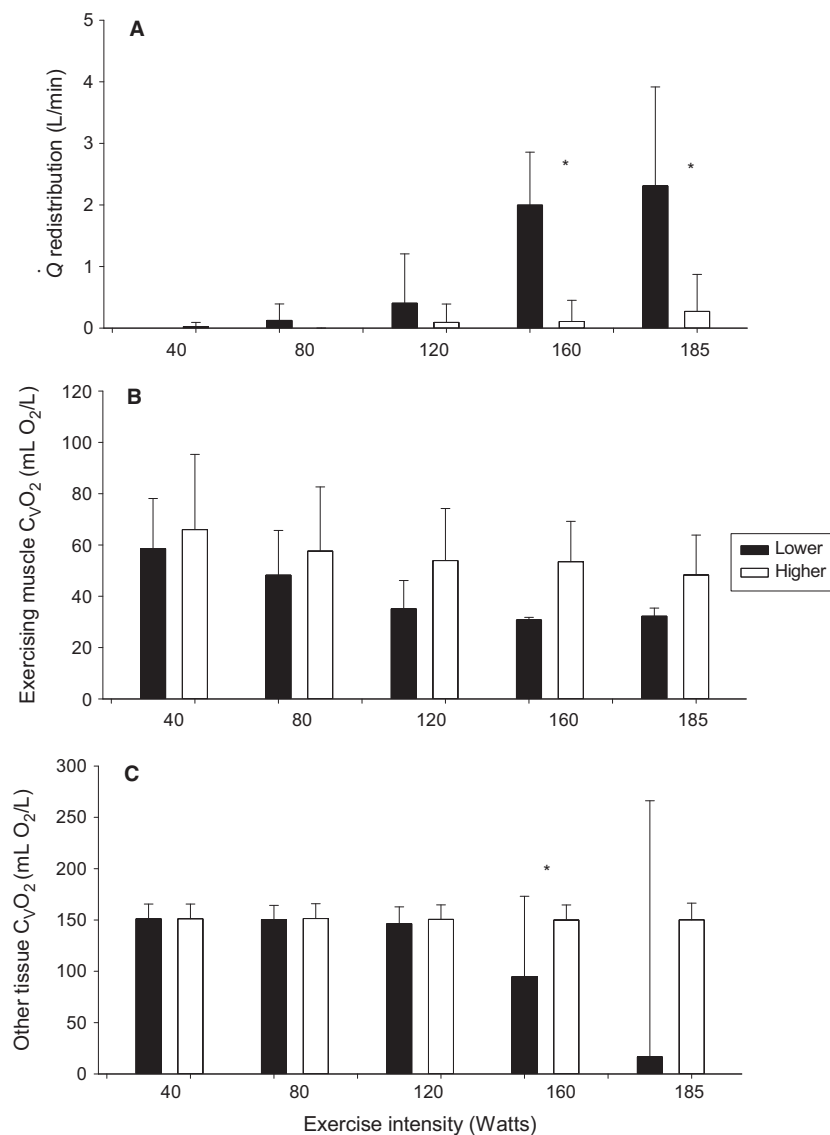 A
Q̇ redistribution (L/min)
5
4
3
2
1
0
*
*
40 80 120 160 185
B
Exercising muscle CVO2 (mL O2/L)
120
100
80
60
40
20
0
40 80 120 160 185
Lower
Higher
C
Other tissue CVO2 (mL O2/L)
300
250
200
150
100
50
0
*
40 80 120 160 185
Exercise intensity (Watts)